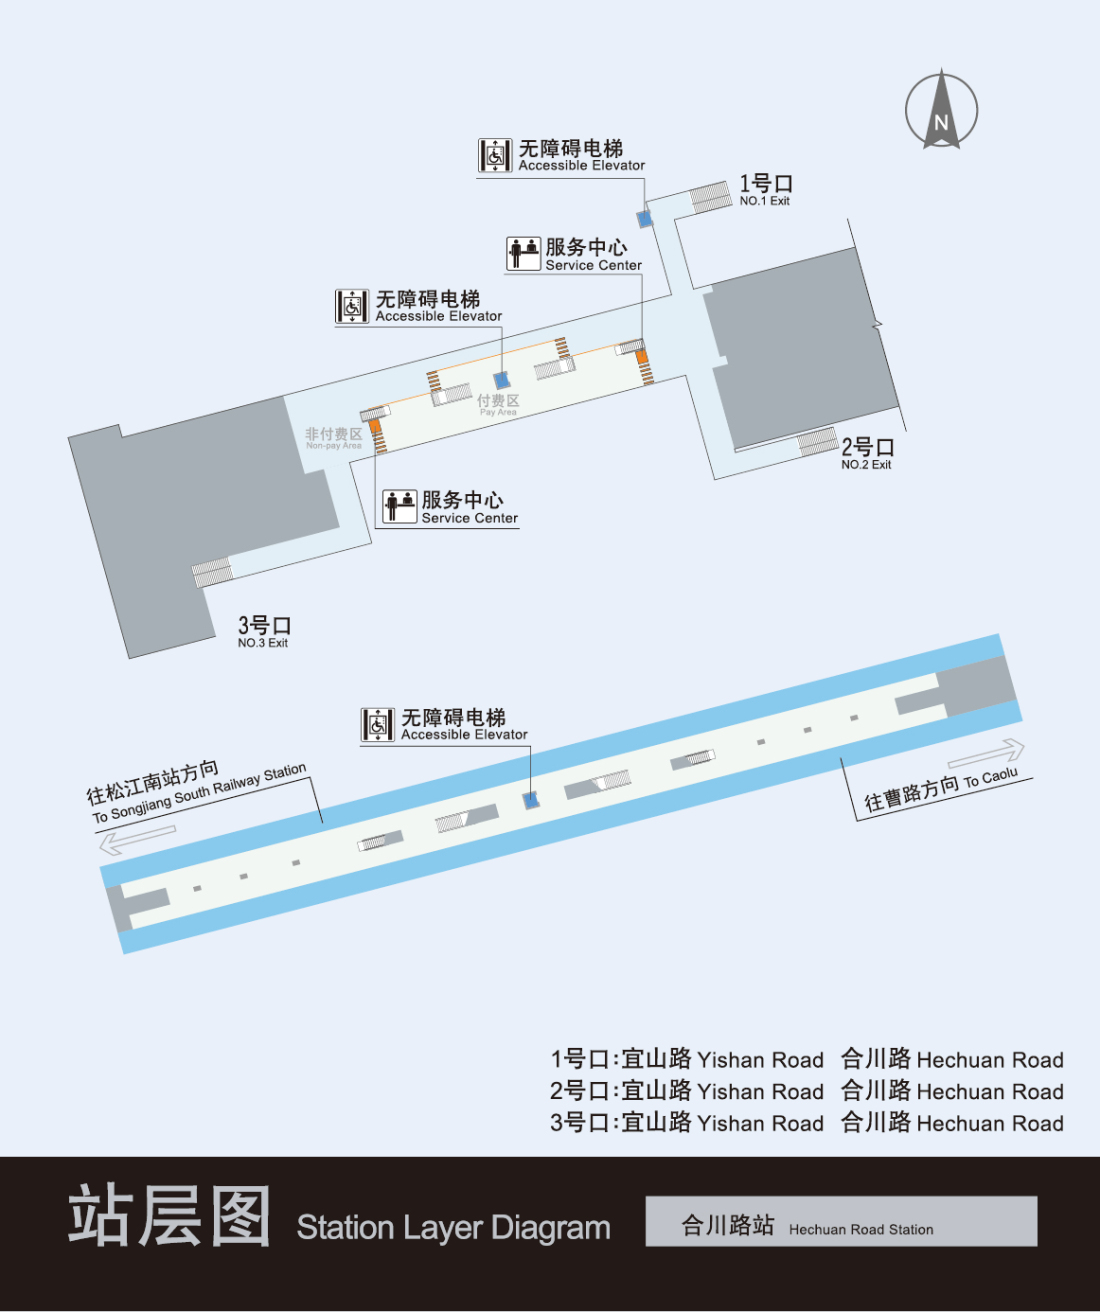 N
无障碍电梯
Accessible Elevator
1号口
NO.1 Exit
服务中心
Service Center
无障碍电梯
Accessible Elevator
付费区
Pay Area
非付费区
Non-pay Area
2号口
NO.2 Exit
服务中心
Service Center
3号口
NO.3 Exit
无障碍电梯
Accessible Elevator
往松江南站方向
To Songjiang South Railway Station
往曹路方向 To Caolu
1号口:宜山路 Yishan Road 合川路 Hechuan Road
2号口:宜山路 Yishan Road 合川路 Hechuan Road
3号口:宜山路 Yishan Road 合川路 Hechuan Road
站层图 Station Layer Diagram
合川路站 Hechuan Road Station